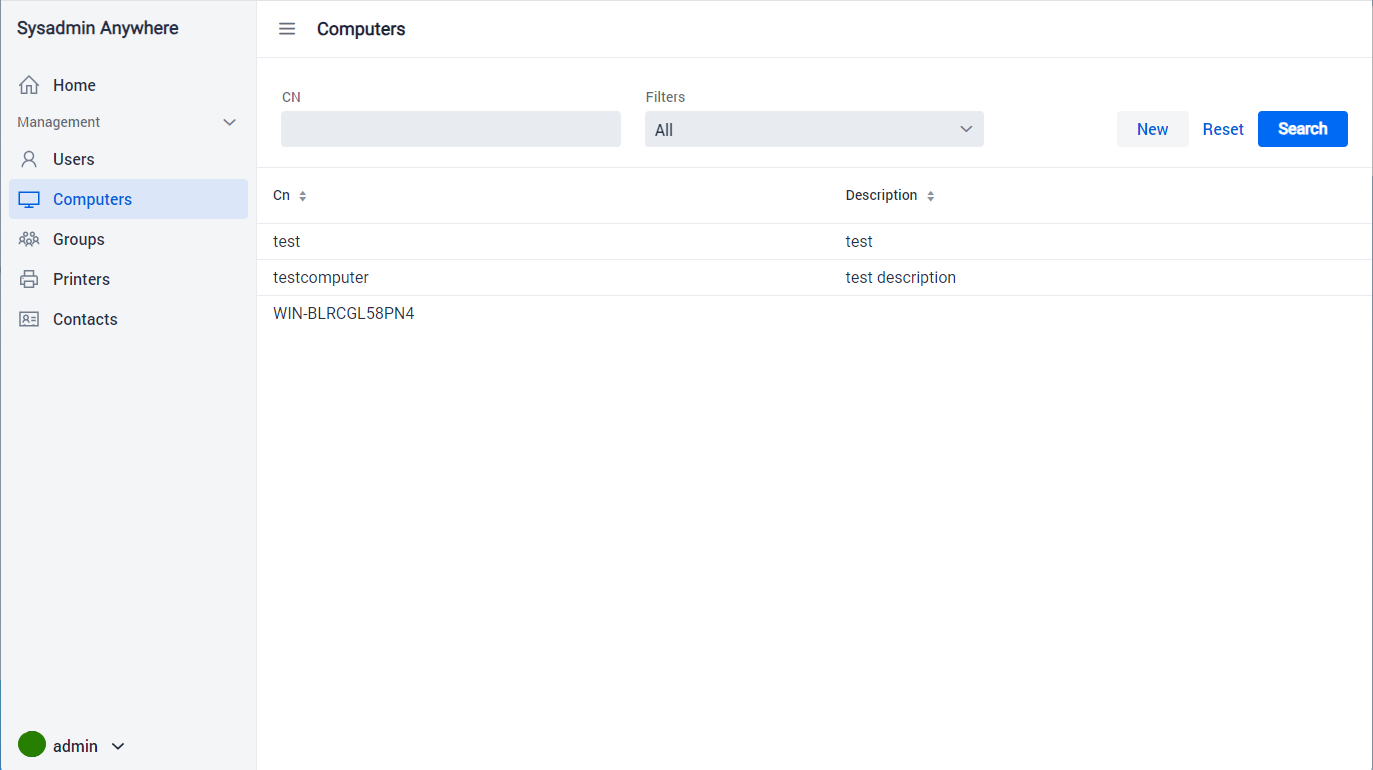 Sysadmin Anywhere
Computers
Home
Management
Users
Computers
Groups
Printers
Contacts
admin
CN
Filters
All
New
Reset
Search
Cn
Description
test
test
testcomputer
test description
WIN-BLRCGL58PN4